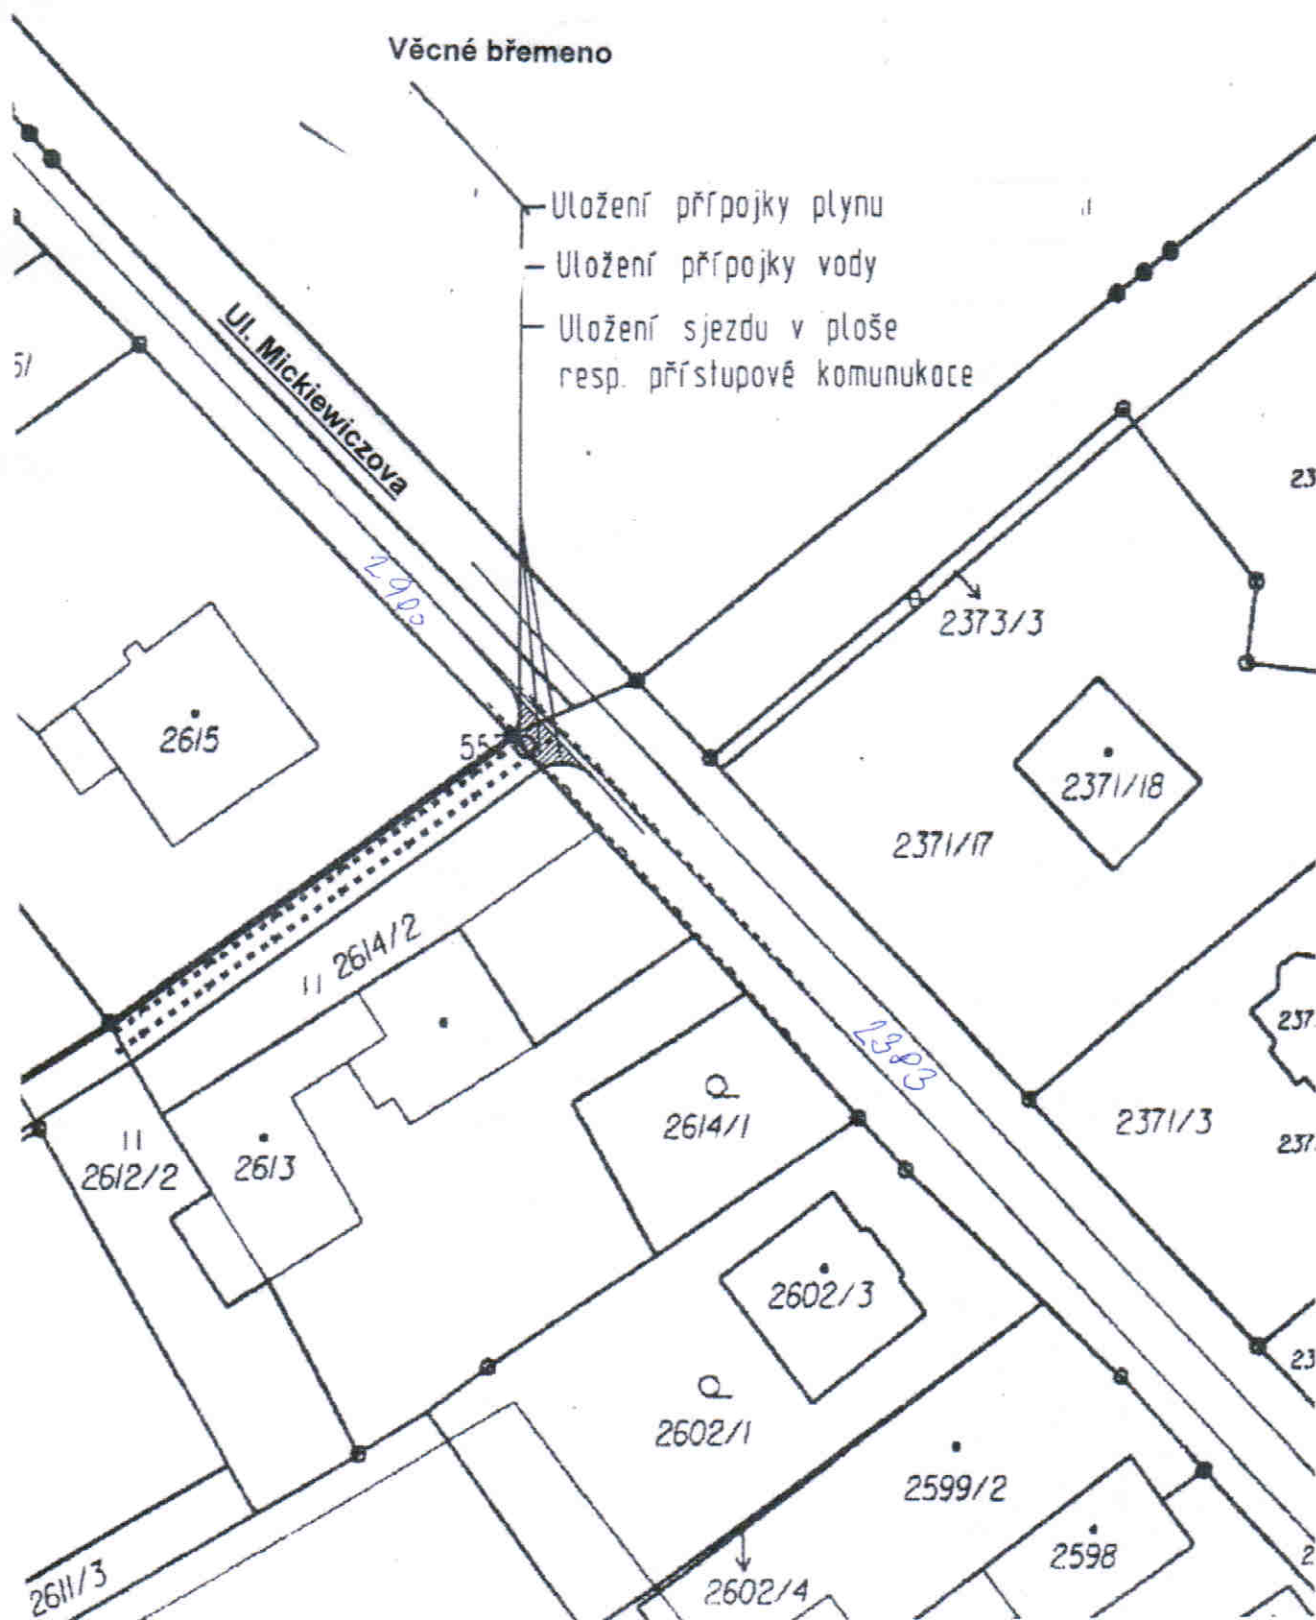 Věcné břemeno
Uložení přípojky plynu
Uložení přípojky vody
Uložení sjezdu v ploše
resp. přístupové komunukace
Ul. Mickiewiczova
2373/3
2615
2371/18
2371/17
2614/2
2383
2614/1
2371/3
2612/2
2613
2602/3
2602/1
2599/2
2598
2611/3
2602/4